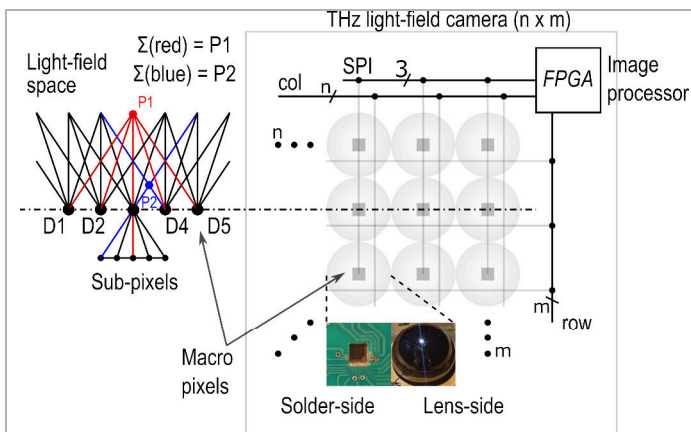 THz light-field camera (n x m)
Σ(red) = P1
Σ(blue) = P2
Light-field
space
P1
P2
D1
D2
D4
D5
Sub-pixels
Macro
pixels
SPI
3
col
n
n
FPGA
Image
processor
m
row
m
Solder-side
Lens-side